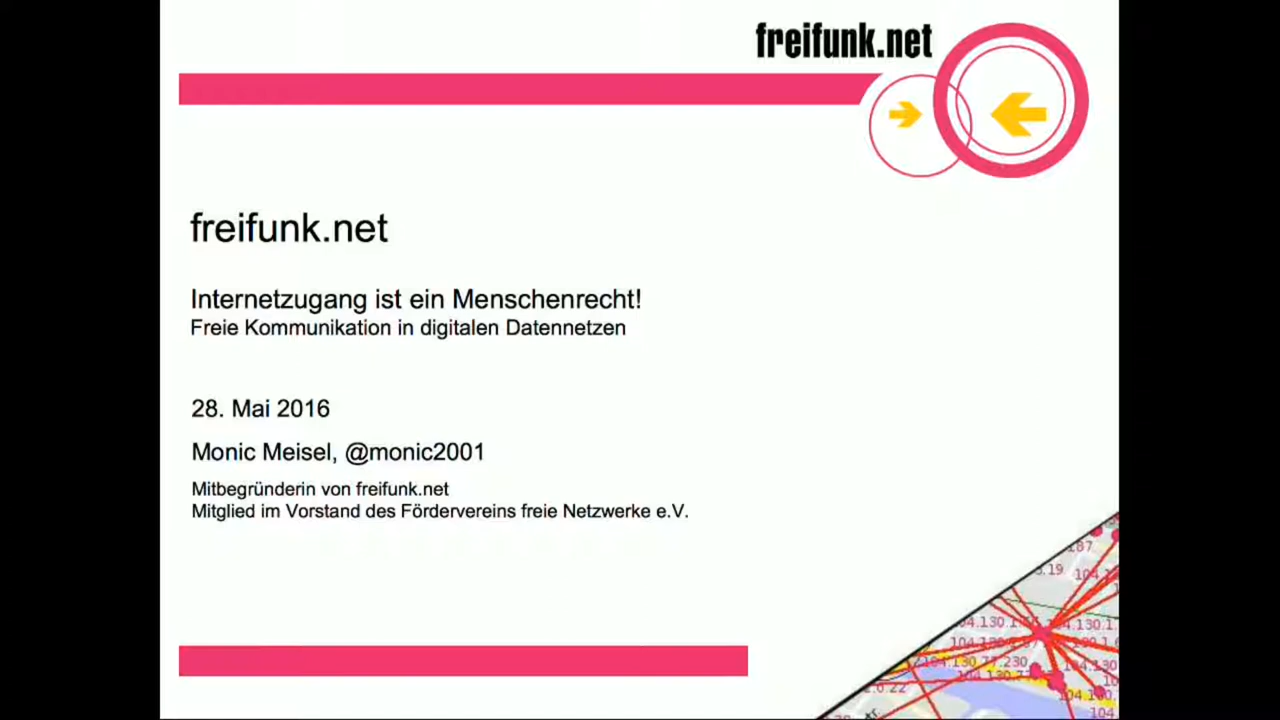 freifunk.net
freifunk.net
Internetzugang ist ein Menschenrecht!
Freie Kommunikation in digitalen Datennetzen
28. Mai 2016
Monic Meisel, @monic2001
Mitbegründerin von freifunk.net
Mitglied im Vorstand des Fördervereins freie Netzwerke e.V.